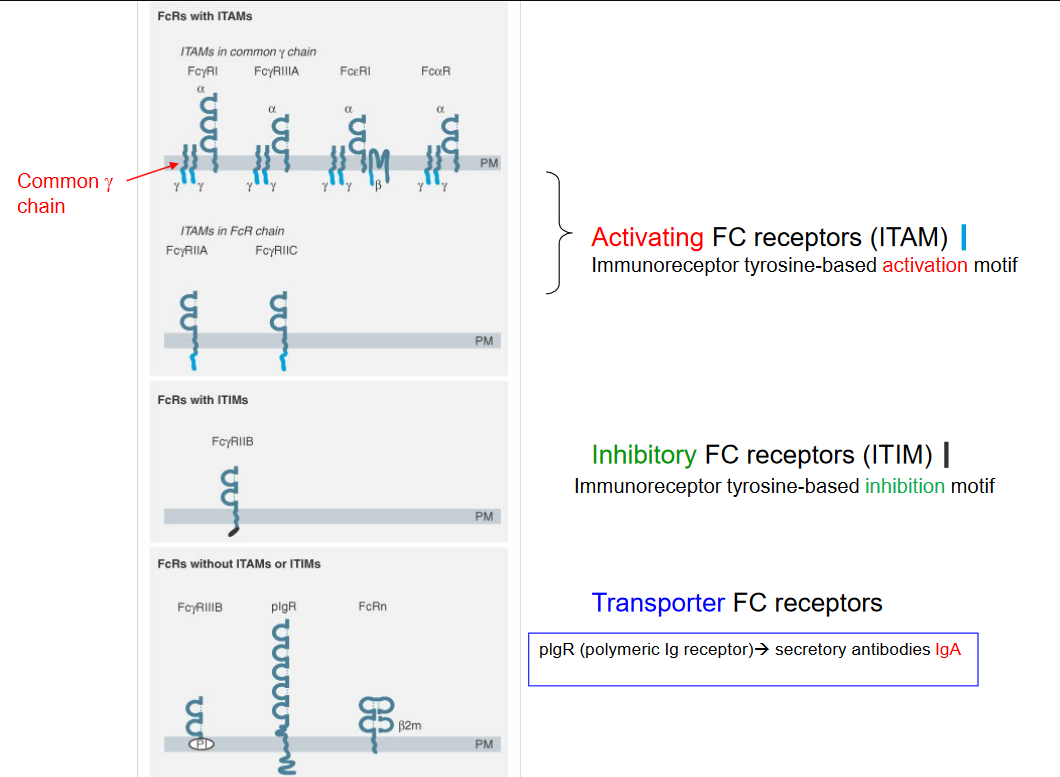 FcRs with ITAMs
ITAMs in common γ chain
FcγRI FcγRIIIA FcεRI FcαR
α
α α α
PM
γ γ γ γ γ γ β γ γ
Common γ
chain
ITAMs in FcR chain
FcγRIIA FcγRIIC
PM
Activating FC receptors (ITAM)
Immunoreceptor tyrosine-based activation motif
FcRs with ITIMs
FcγRIIB
PM
Inhibitory FC receptors (ITIM)
Immunoreceptor tyrosine-based inhibition motif
FcRs without ITAMs or ITIMs
FcγRIIIB pIgR FcRn
β2m
PI
PM
Transporter FC receptors
pIgR (polymeric Ig receptor)→ secretory antibodies IgA